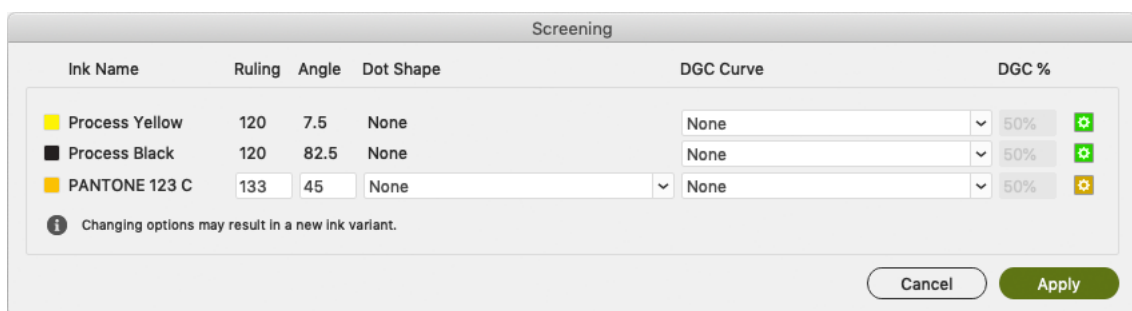 Screening
Ink Name Ruling Angle Dot Shape DGC Curve DGC %
Process Yellow 120 7.5 None None 50%
Process Black 120 82.5 None None 50%
PANTONE 123 C 133 45 None None 50%
Changing options may result in a new ink variant.
Cancel Apply